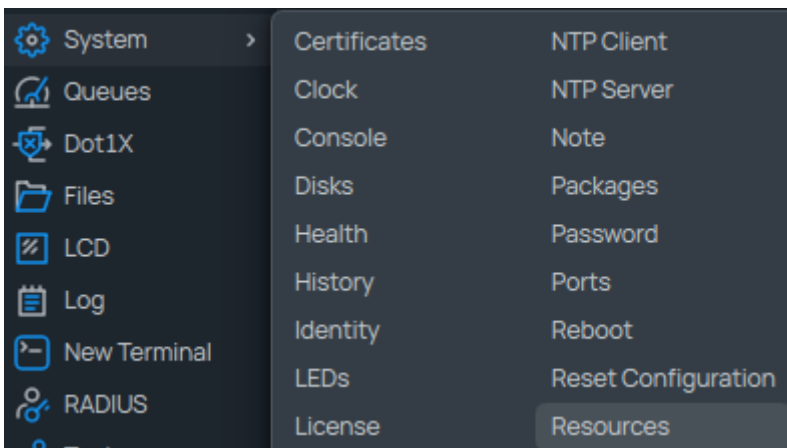 System
Queues
Dot1X
Files
LCD
Log
New Terminal
RADIUS
Certificates
Clock
Console
Disks
Health
History
Identity
LEDs
License
NTP Client
NTP Server
Note
Packages
Password
Ports
Reboot
Reset Configuration
Resources